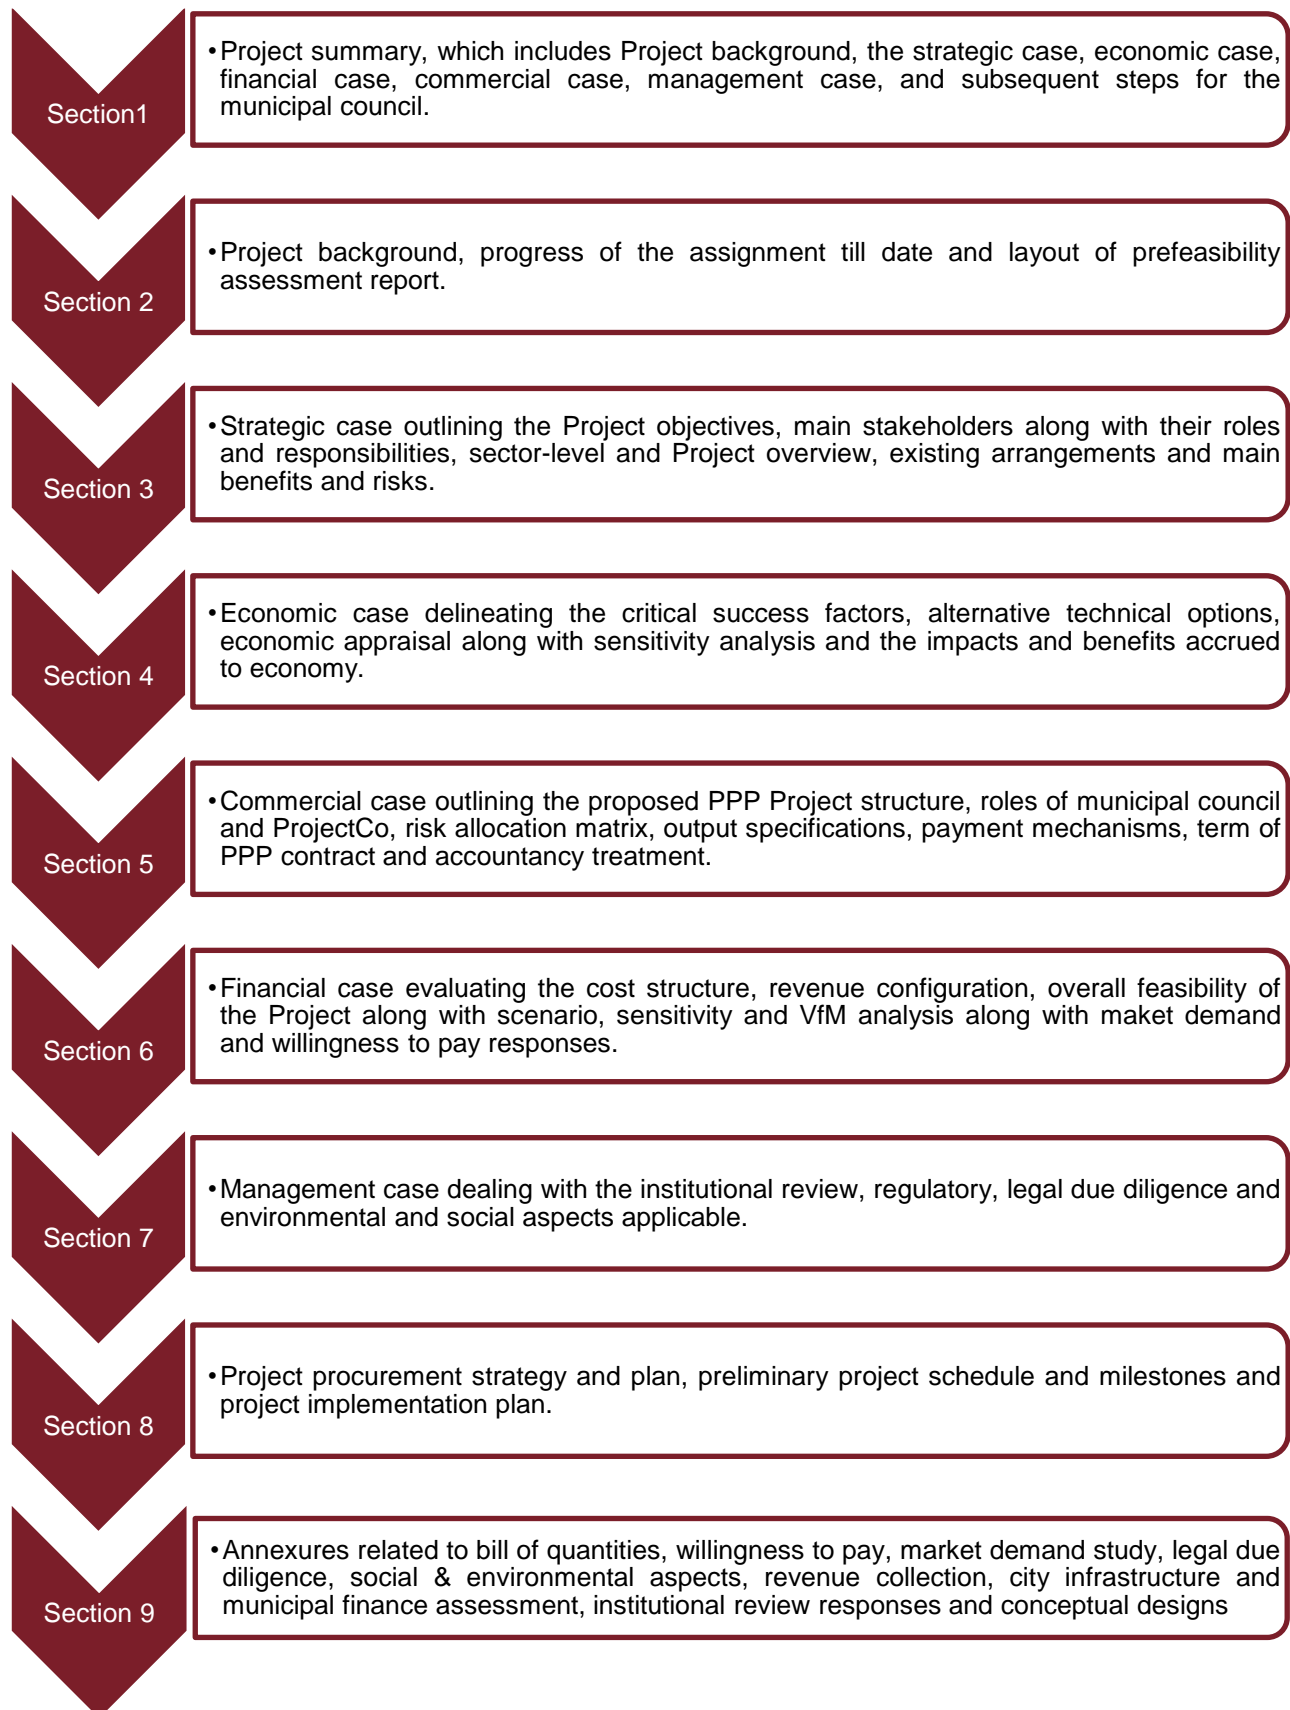 Section1
•Project summary, which includes Project background, the strategic case, economic case,
financial case, commercial case, management case, and subsequent steps for the
municipal council.
Section 2
•Project background, progress of the assignment till date and layout of prefeasibility
assessment report.
Section 3
•Strategic case outlining the Project objectives, main stakeholders along with their roles
and responsibilities, sector-level and Project overview, existing arrangements and main
benefits and risks.
Section 4
•Economic case delineating the critical success factors, alternative technical options,
economic appraisal along with sensitivity analysis and the impacts and benefits accrued
to economy.
Section 5
•Commercial case outlining the proposed PPP Project structure, roles of municipal council
and ProjectCo, risk allocation matrix, output specifications, payment mechanisms, term of
PPP contract and accountancy treatment.
Section 6
•Financial case evaluating the cost structure, revenue configuration, overall feasibility of
the Project along with scenario, sensitivity and VfM analysis along with maket demand
and willingness to pay responses.
Section 7
•Management case dealing with the institutional review, regulatory, legal due diligence and
environmental and social aspects applicable.
Section 8
•Project procurement strategy and plan, preliminary project schedule and milestones and
project implementation plan.
Section 9
•Annexures related to bill of quantities, willingness to pay, market demand study, legal due
diligence, social & environmental aspects, revenue collection, city infrastructure and
municipal finance assessment, institutional review responses and conceptual designs